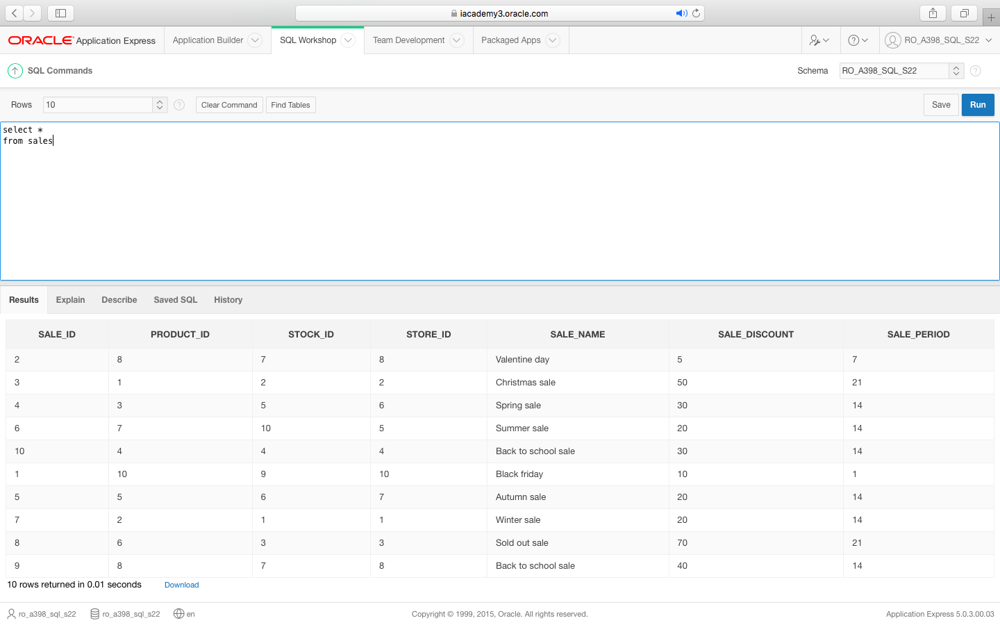 iacademy3.oracle.com
ORACLE Application Express Application Builder SQL Workshop Team Development Packaged Apps RO_A398_SQL_S22
SQL Commands Schema RO_A398_SQL_S22
Rows 10 Clear Command Find Tables Save Run
select *
from sales
Results Explain Describe Saved SQL History
SALE_ID PRODUCT_ID STOCK_ID STORE_ID SALE_NAME SALE_DISCOUNT SALE_PERIOD
2 8 7 8 Valentine day 5 7
3 1 2 2 Christmas sale 50 21
4 3 5 6 Spring sale 30 14
6 7 10 5 Summer sale 20 14
10 4 4 4 Back to school sale 30 14
1 10 9 10 Black friday 10 1
5 5 6 7 Autumn sale 20 14
7 2 1 1 Winter sale 20 14
8 6 3 3 Sold out sale 70 21
9 8 7 8 Back to school sale 40 14
10 rows returned in 0.01 seconds Download
ro_a398_sql_s22 ro_a398_sql_s22 en Copyright © 1999, 2015, Oracle. All rights reserved. Application Express 5.0.3.00.03